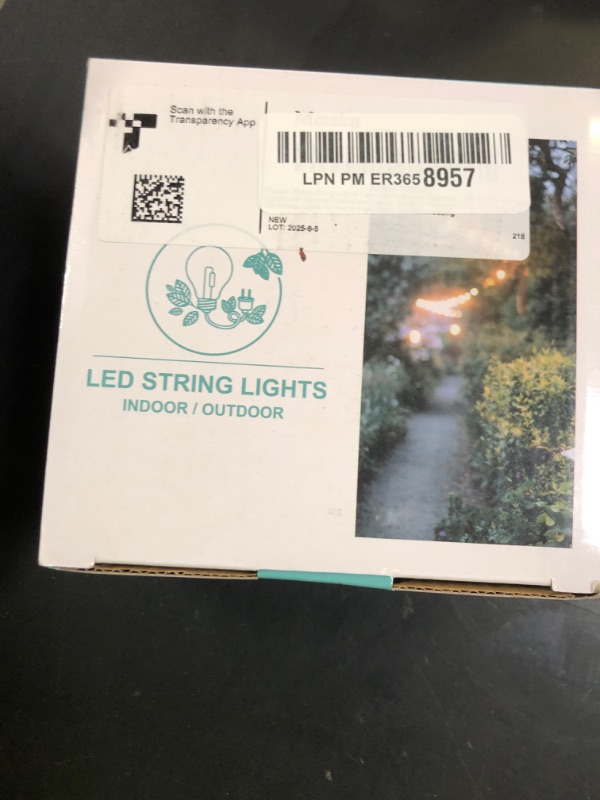 Scan with the
Transparency App
LPN PM ER3658957
NEW
LOT: 2025-6-5
218
LED STRING LIGHTS
INDOOR / OUTDOOR